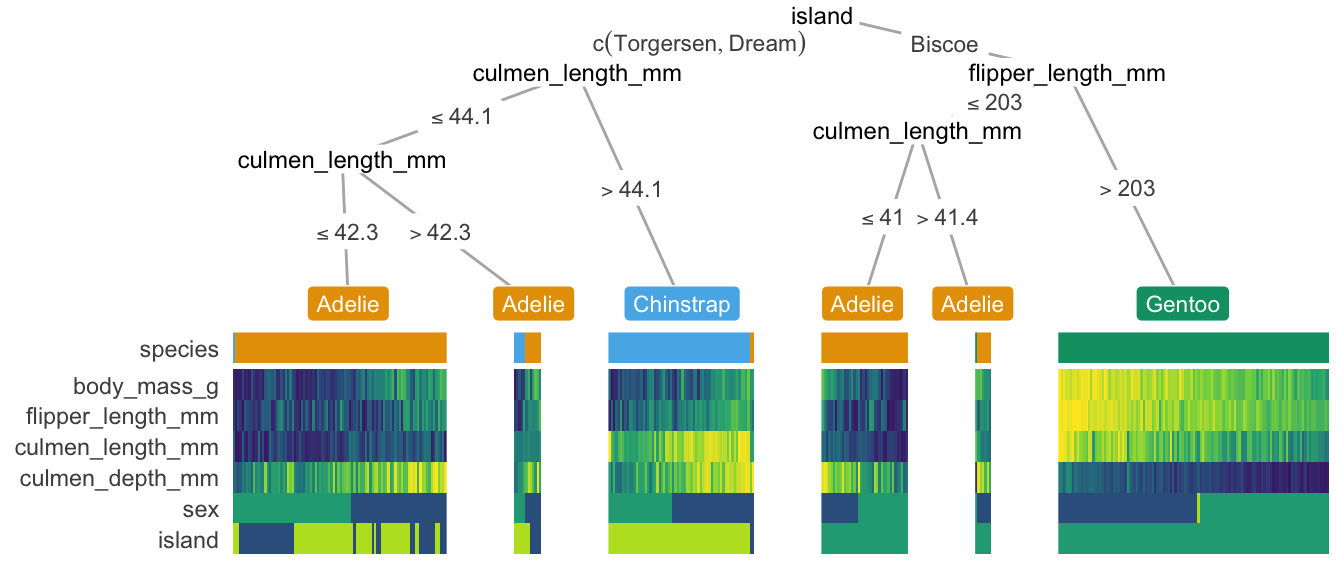 island
c(Torgersen, Dream)
Biscoe
culmen_length_mm
flipper_length_mm
≤ 44.1
≤ 203
culmen_length_mm
culmen_length_mm
> 44.1
> 203
≤ 42.3
> 42.3
≤ 41
> 41.4
Adelie
Adelie
Chinstrap
Adelie
Adelie
Gentoo
species
body_mass_g
flipper_length_mm
culmen_length_mm
culmen_depth_mm
sex
island